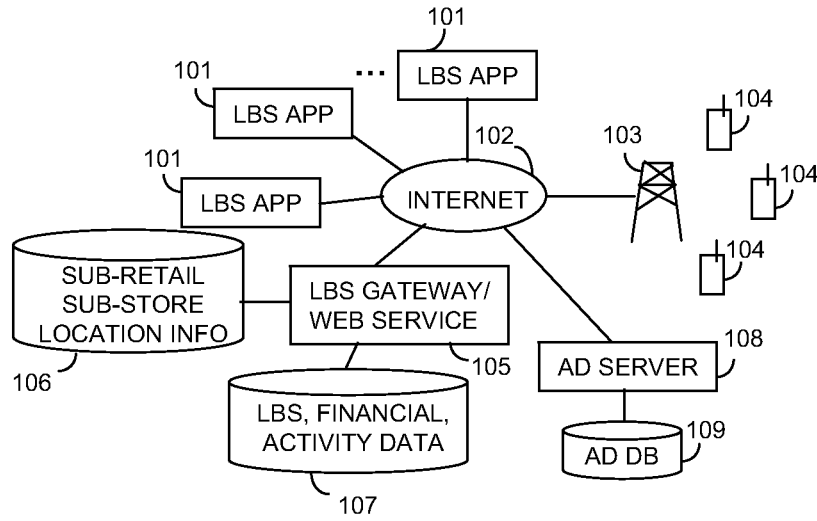 101
LBS APP
...
101
LBS APP
101
LBS APP
102
INTERNET
103
104
104
104
SUB-RETAIL
SUB-STORE
LOCATION INFO
106
LBS GATEWAY/
WEB SERVICE
105
LBS, FINANCIAL,
ACTIVITY DATA
107
AD SERVER
108
AD DB
109